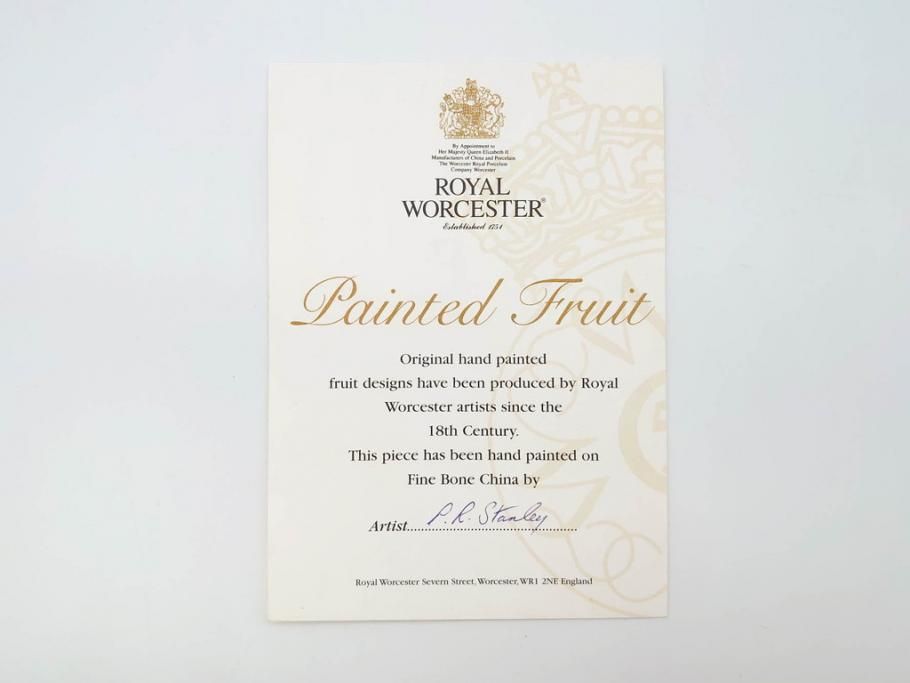 By Appointment to
Her Majesty Queen Elizabeth II
Manufacturers of China and Porcelain
The Worcester Royal Porcelain
Company Worcester
ROYAL
WORCESTER®
Established 1751
Painted Fruit
Original hand painted
fruit designs have been produced by Royal
Worcester artists since the
18th Century.
This piece has been hand painted on
Fine Bone China by
Artist.......P.R. Stanley.......
Royal Worcester Severn Street, Worcester, WR1 2NE England